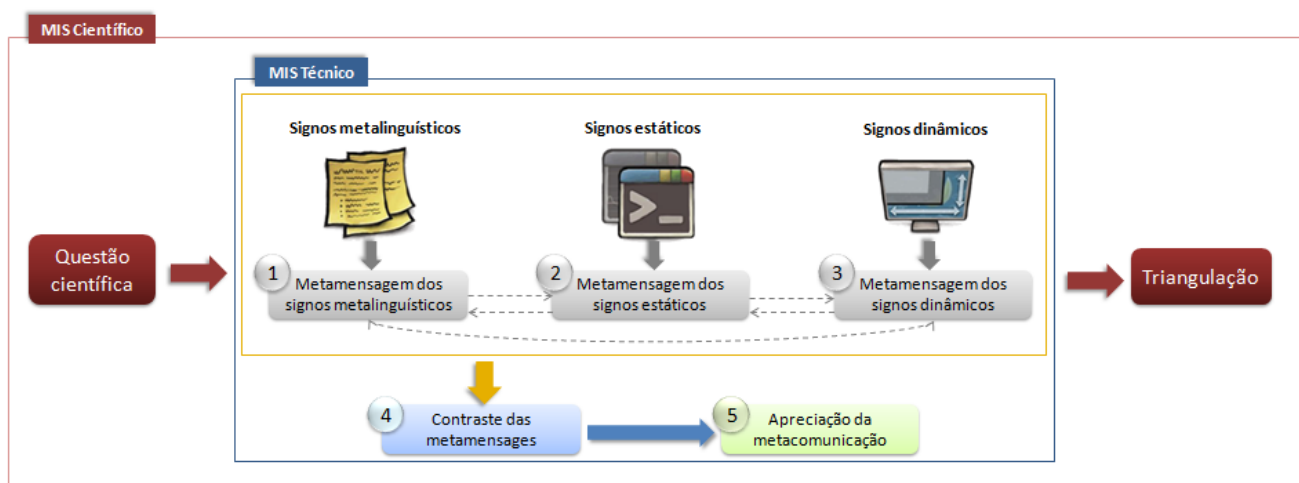 MIS Científico
MIS Técnico
Signos metalinguísticos
Signos estáticos
Signos dinâmicos
>_
Questão
científica
1
Metamensagem dos
signos metalinguísticos
2
Metamensagem dos
signos estáticos
3
Metamensagem dos
signos dinâmicos
Triangulação
4
Contraste das
metamensages
5
Apreciação da
metacomunicação